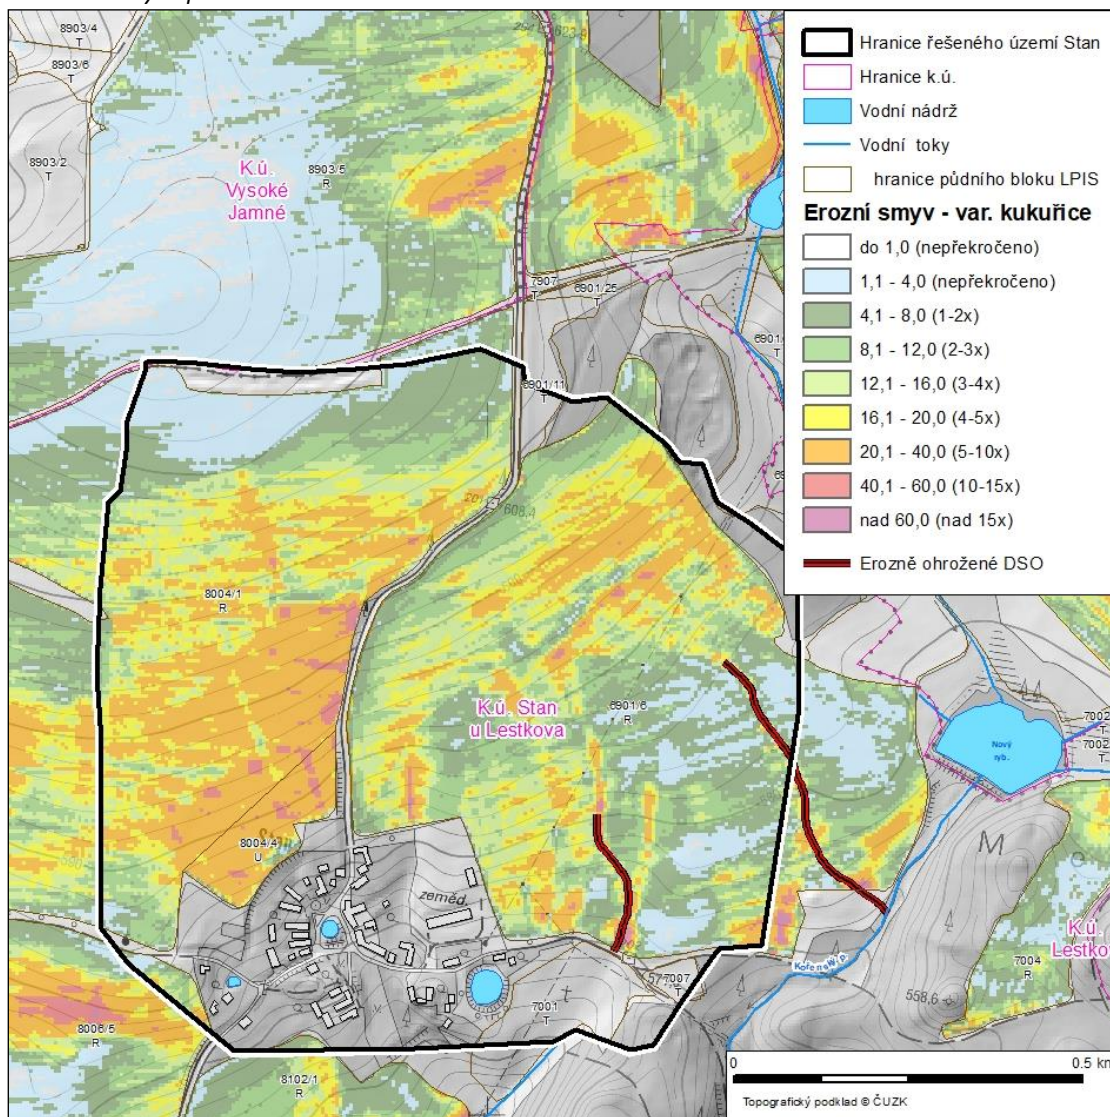 8903/4
T
8903/6
T
8903/2
T
8903/5
R
K.ú.
Vysoké
Jamné
7907
T
6901/25
T
6901/11
T
608,4
8004/1
R
K.ú. Stan
u Lestkova
6901/6
R
8004/4
U
zeměd.
7001
T
7007
T
8006/5
R
8102/1
R
Nový
ryb.
7002
T
7002
T
M
558,6
7004
R
K.ú.
Hranice řešeného území Stan
Hranice k.ú.
Vodní nádrž
Vodní toky
hranice půdního bloku LPIS
Erozní smyv - var. kukuřice
do 1,0 (nepřekročeno)
1,1 - 4,0 (nepřekročeno)
4,1 - 8,0 (1-2x)
8,1 - 12,0 (2-3x)
12,1 - 16,0 (3-4x)
16,1 - 20,0 (4-5x)
20,1 - 40,0 (5-10x)
40,1 - 60,0 (10-15x)
nad 60,0 (nad 15x)
Erozně ohrožené DSO
0
0.5 km
Topografický podklad © ČUZK